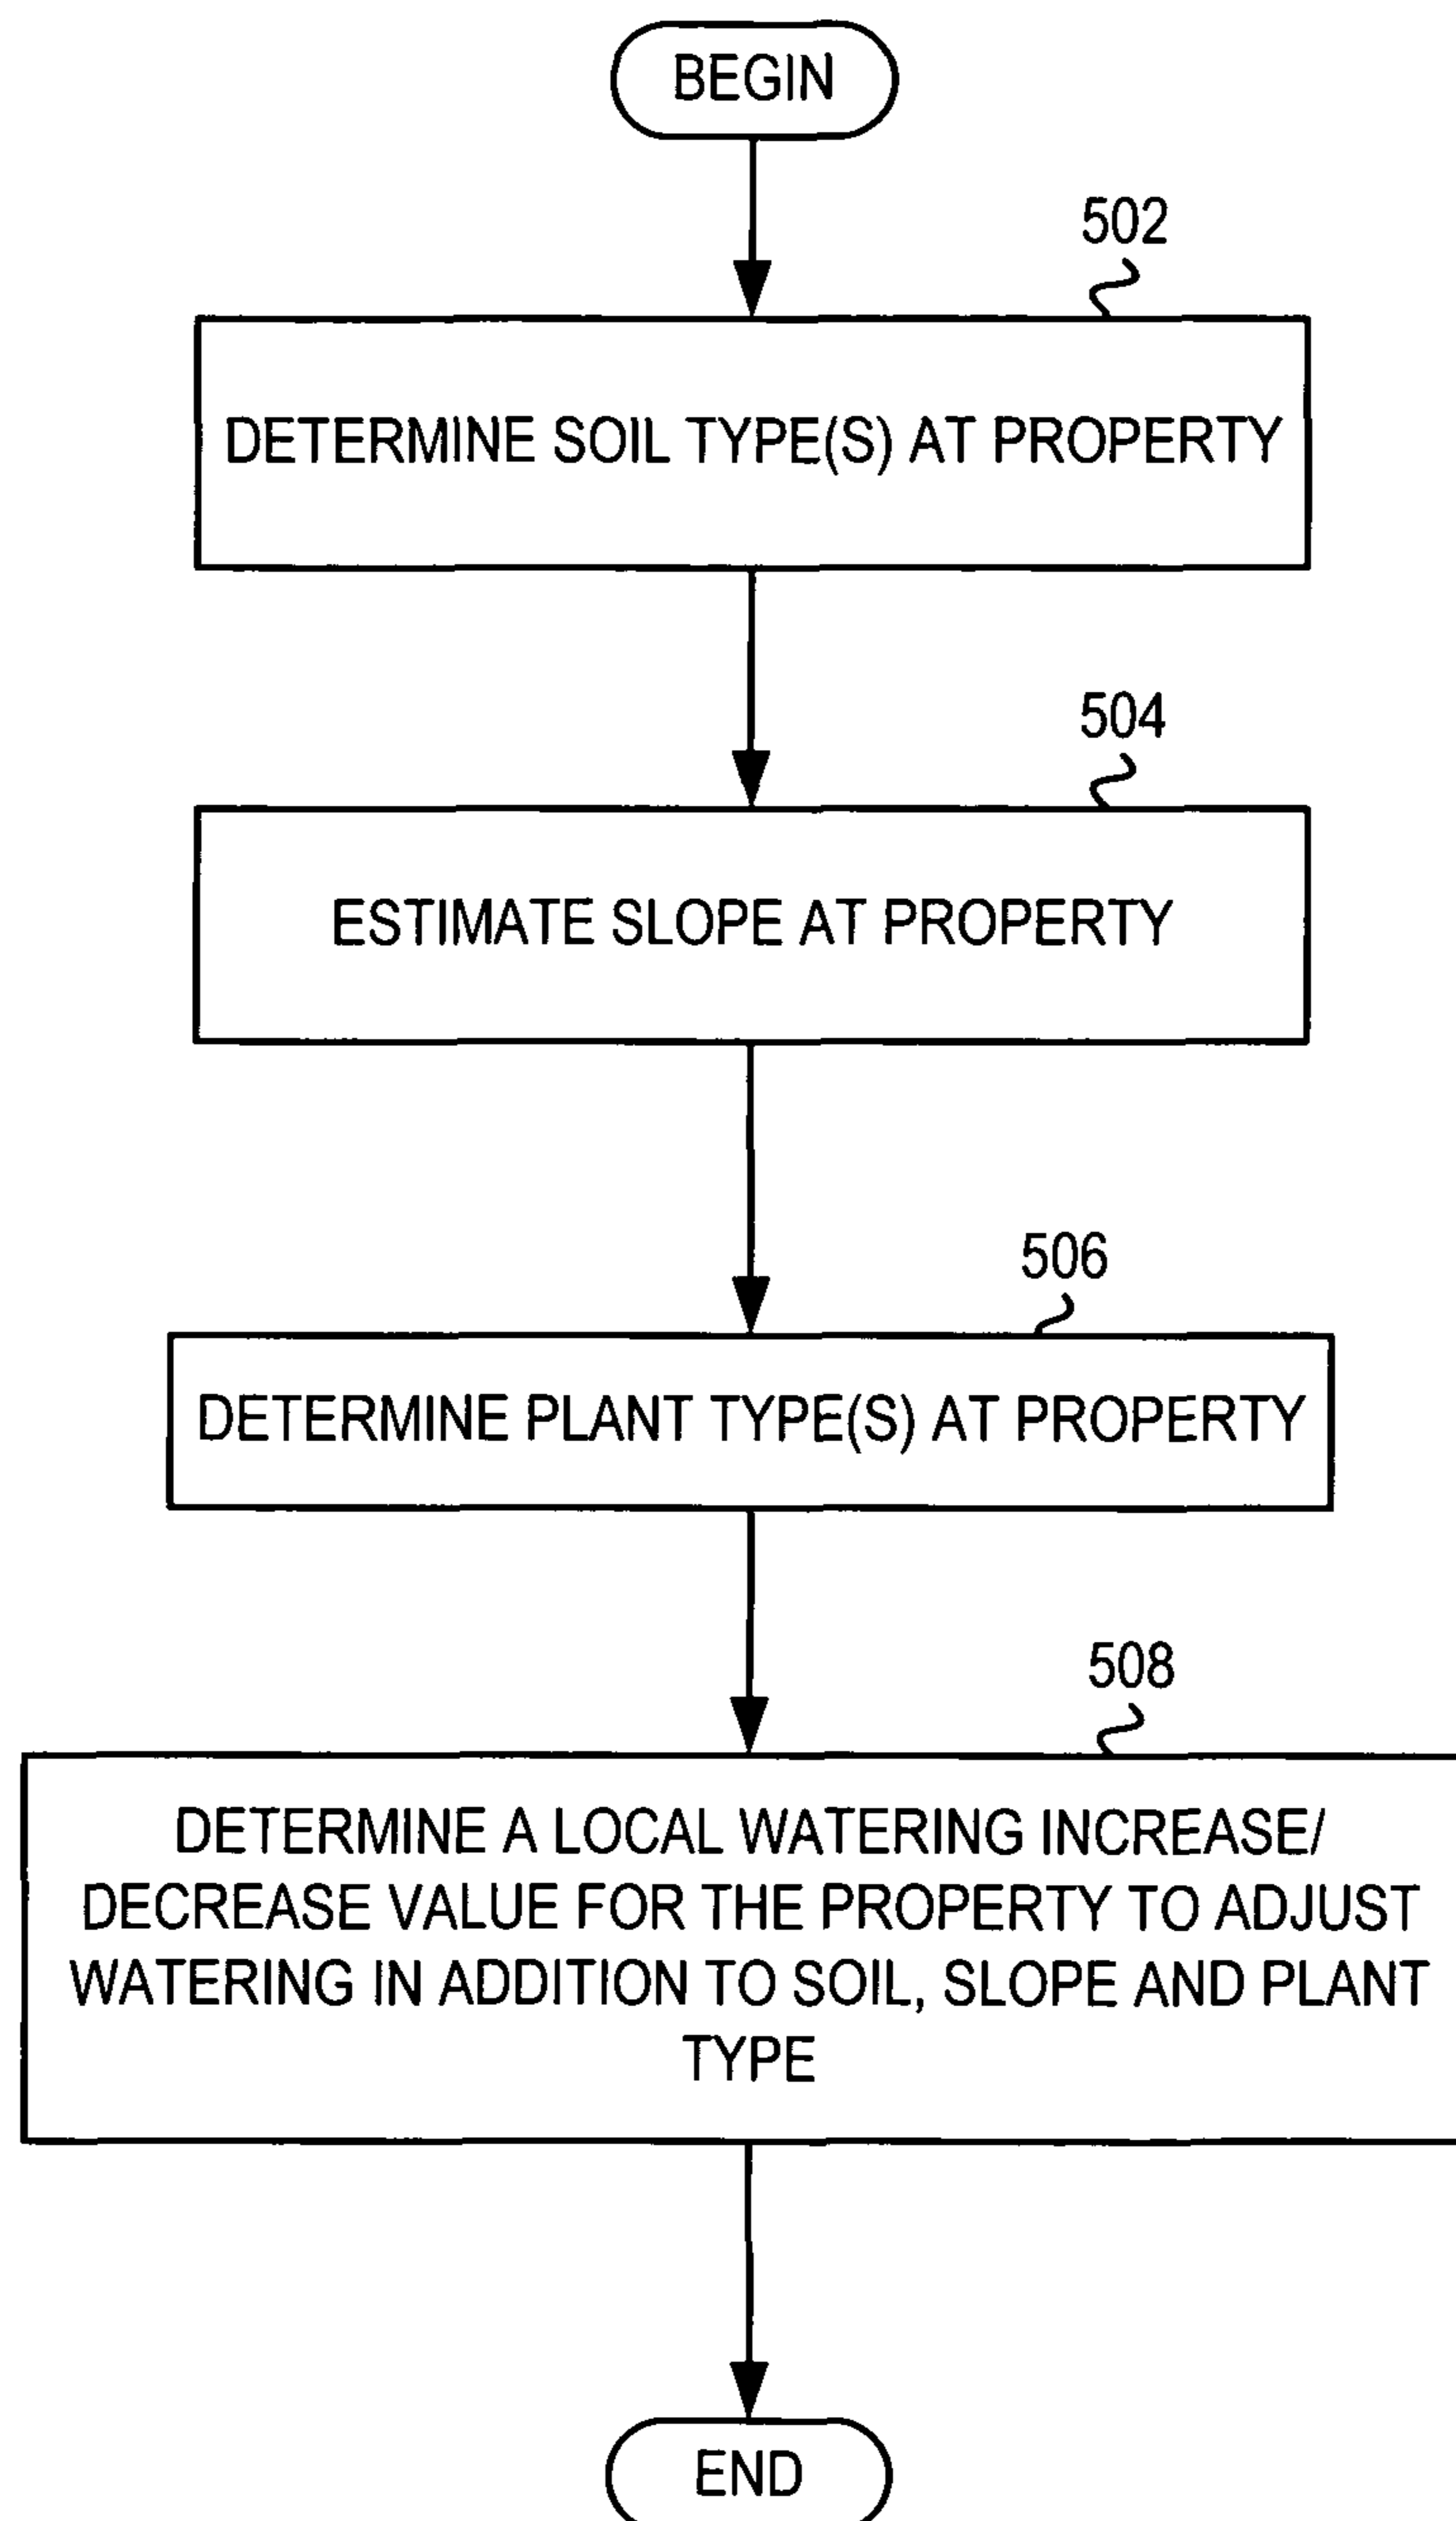 BEGIN
502
DETERMINE SOIL TYPE(S) AT PROPERTY
504
ESTIMATE SLOPE AT PROPERTY
506
DETERMINE PLANT TYPE(S) AT PROPERTY
508
DETERMINE A LOCAL WATERING INCREASE/
DECREASE VALUE FOR THE PROPERTY TO ADJUST
WATERING IN ADDITION TO SOIL, SLOPE AND PLANT
TYPE
END